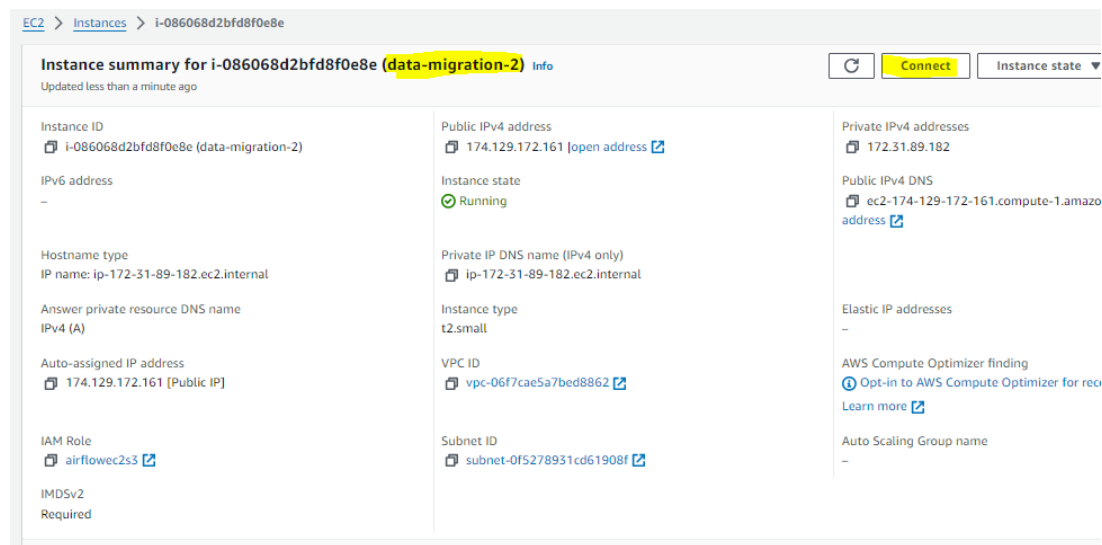 EC2 > Instances > i-086068d2bfd8f0e8e
Instance summary for i-086068d2bfd8f0e8e (data-migration-2) Info
Updated less than a minute ago
Connect
Instance state
Instance ID
i-086068d2bfd8f0e8e (data-migration-2)
Public IPv4 address
174.129.172.161 |open address
Private IPv4 addresses
172.31.89.182
IPv6 address
–
Instance state
Running
Public IPv4 DNS
ec2-174-129-172-161.compute-1.amazo
address
Hostname type
IP name: ip-172-31-89-182.ec2.internal
Private IP DNS name (IPv4 only)
ip-172-31-89-182.ec2.internal
Answer private resource DNS name
IPv4 (A)
Instance type
t2.small
Elastic IP addresses
–
Auto-assigned IP address
174.129.172.161 [Public IP]
VPC ID
vpc-06f7cae5a7bed8862
AWS Compute Optimizer finding
Opt-in to AWS Compute Optimizer for rec
Learn more
IAM Role
airflowec2s3
Subnet ID
subnet-0f5278931cd61908f
Auto Scaling Group name
–
IMDSv2
Required